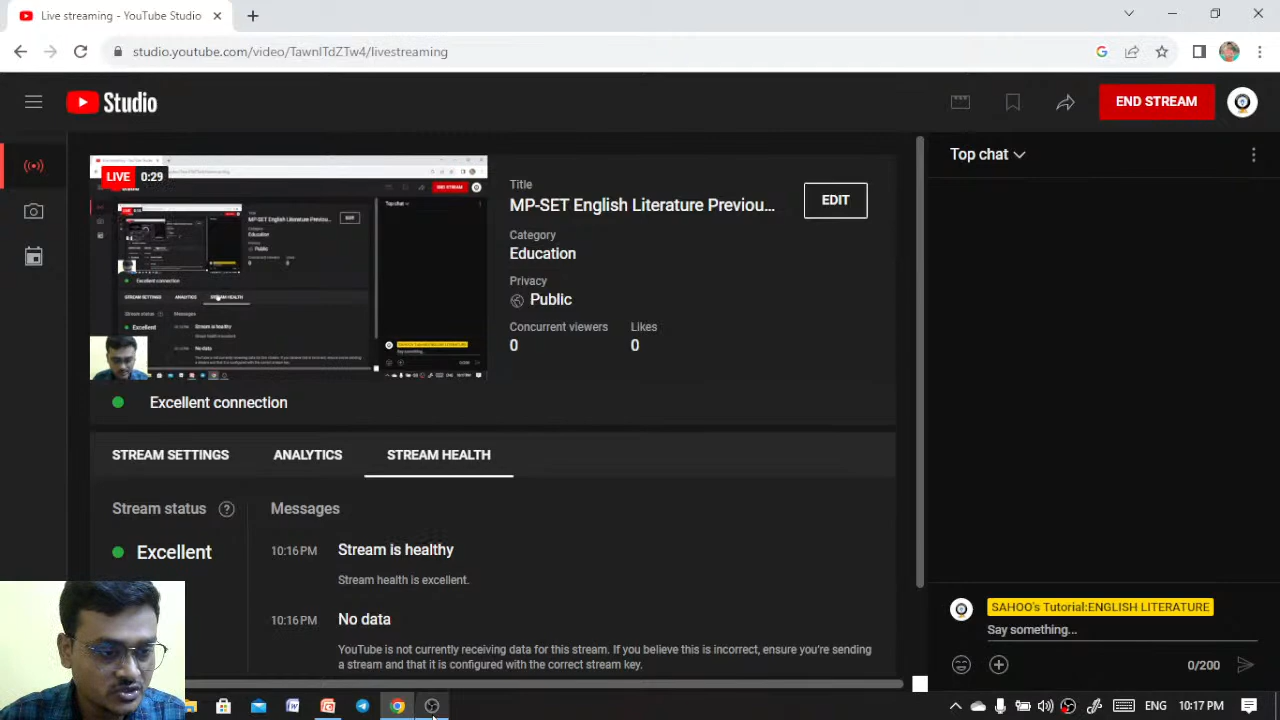 Live streaming - YouTube Studio
studio.youtube.com/video/TawnITdZTw4/livestreaming
Studio
END STREAM
LIVE 0:29
Title
MP-SET English Literature Previou...
EDIT
Category
Education
Privacy
Public
Concurrent viewers
Likes
0
0
Excellent connection
STREAM SETTINGS
ANALYTICS
STREAM HEALTH
Stream status
Messages
Excellent
10:16 PM
Stream is healthy
Stream health is excellent.
10:16 PM
No data
YouTube is not currently receiving data for this stream. If you believe this is incorrect, ensure you're sending
a stream and that it is configured with the correct stream key.
Top chat
SAHOO's Tutorial:ENGLISH LITERATURE
Say something...
0/200
ENG
10:17 PM